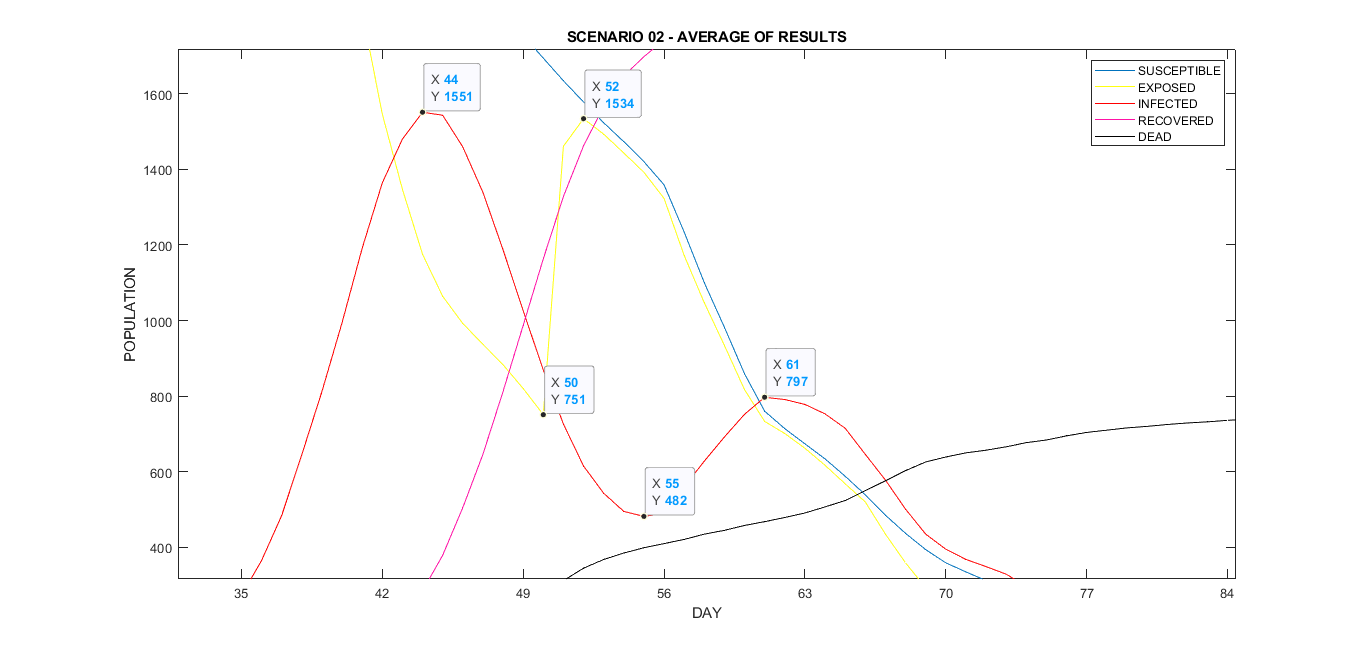 SCENARIO 02 - AVERAGE OF RESULTS
X 44
Y 1551
X 52
Y 1534
SUSCEPTIBLE
EXPOSED
INFECTED
RECOVERED
DEAD
1600
1400
1200
1000
800
600
400
POPULATION
X 50
Y 751
X 61
Y 797
X 55
Y 482
35
42
49
56
63
70
77
84
DAY